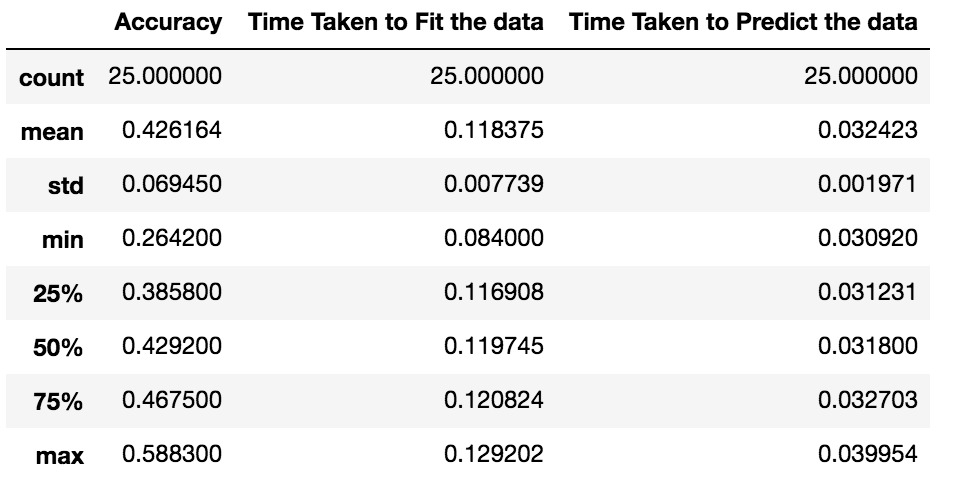 Accuracy Time Taken to Fit the data Time Taken to Predict the data
count 25.000000 25.000000 25.000000
mean 0.426164 0.118375 0.032423
std 0.069450 0.007739 0.001971
min 0.264200 0.084000 0.030920
25% 0.385800 0.116908 0.031231
50% 0.429200 0.119745 0.031800
75% 0.467500 0.120824 0.032703
max 0.588300 0.129202 0.039954